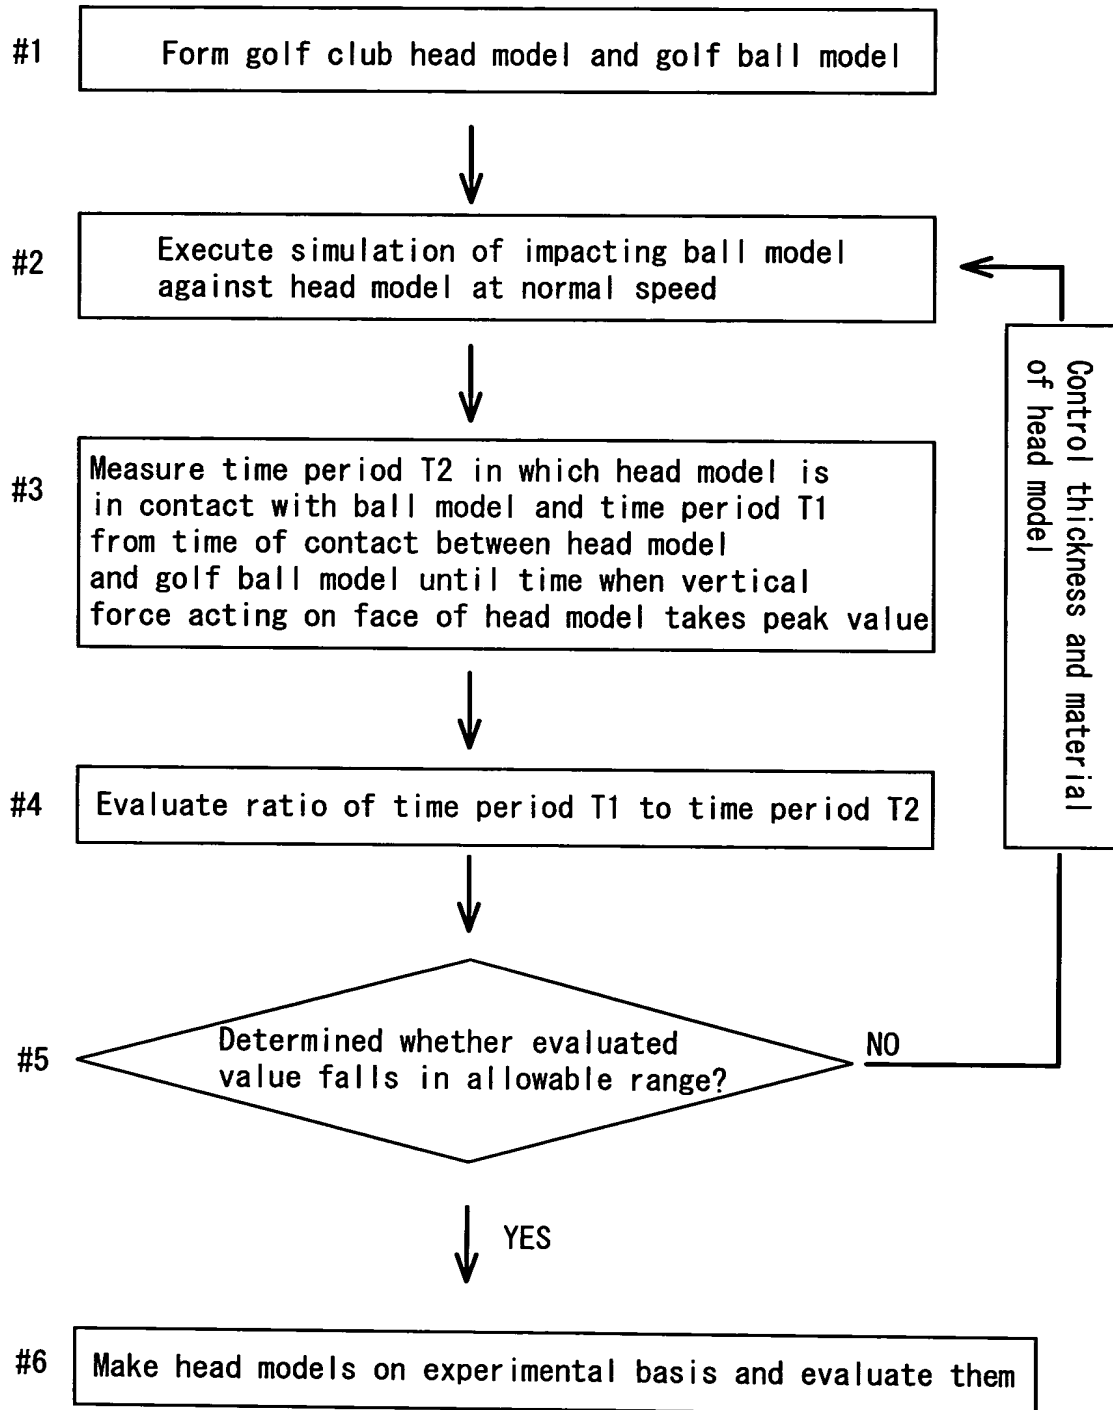 #1
Form golf club head model and golf ball model
#2
Execute simulation of impacting ball model
against head model at normal speed
Control thickness and material
of head model
#3
Measure time period T2 in which head model is
in contact with ball model and time period T1
from time of contact between head model
and golf ball model until time when vertical
force acting on face of head model takes peak value
#4
Evaluate ratio of time period T1 to time period T2
#5
Determined whether evaluated
value falls in allowable range?
NO
YES
#6
Make head models on experimental basis and evaluate them